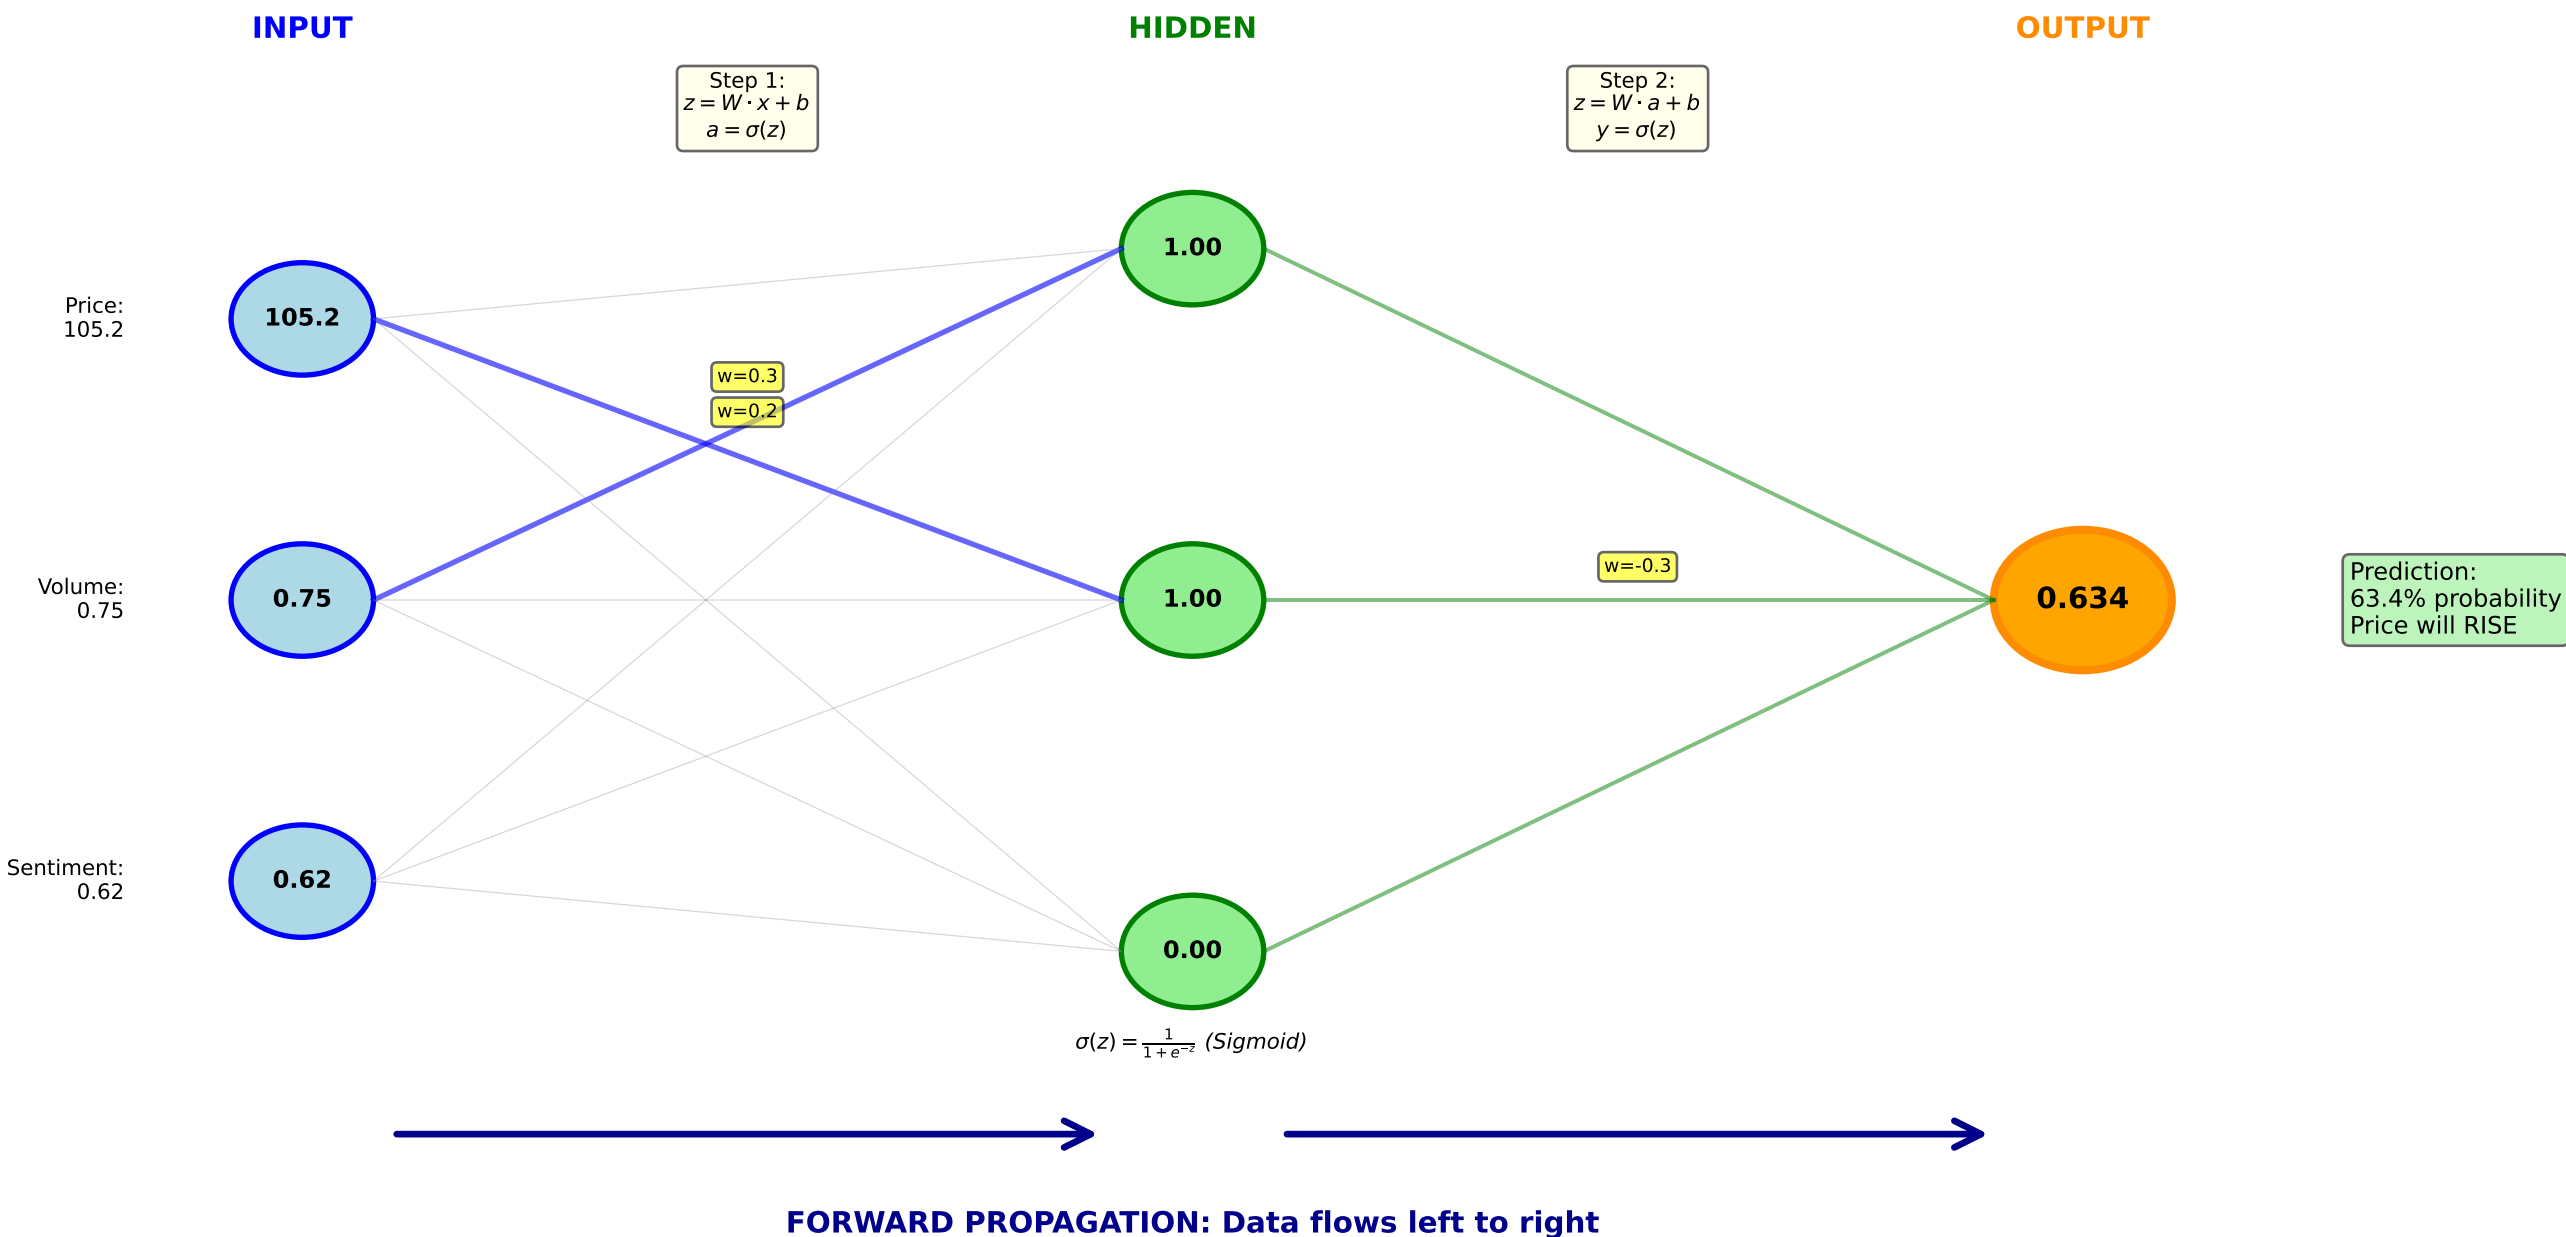 INPUT
HIDDEN
OUTPUT
Step 1:
z = W · x + b
a = σ(z)
Step 2:
z = W · a + b
y = σ(z)
Price:
105.2
105.2
Volume:
0.75
0.75
Sentiment:
0.62
0.62
w=0.3
w=0.2
1.00
1.00
0.00
w=-0.3
0.634
Prediction:
63.4% probability
Price will RISE
σ(z) = 1/(1 + e^{-z}) (Sigmoid)
FORWARD PROPAGATION: Data flows left to right